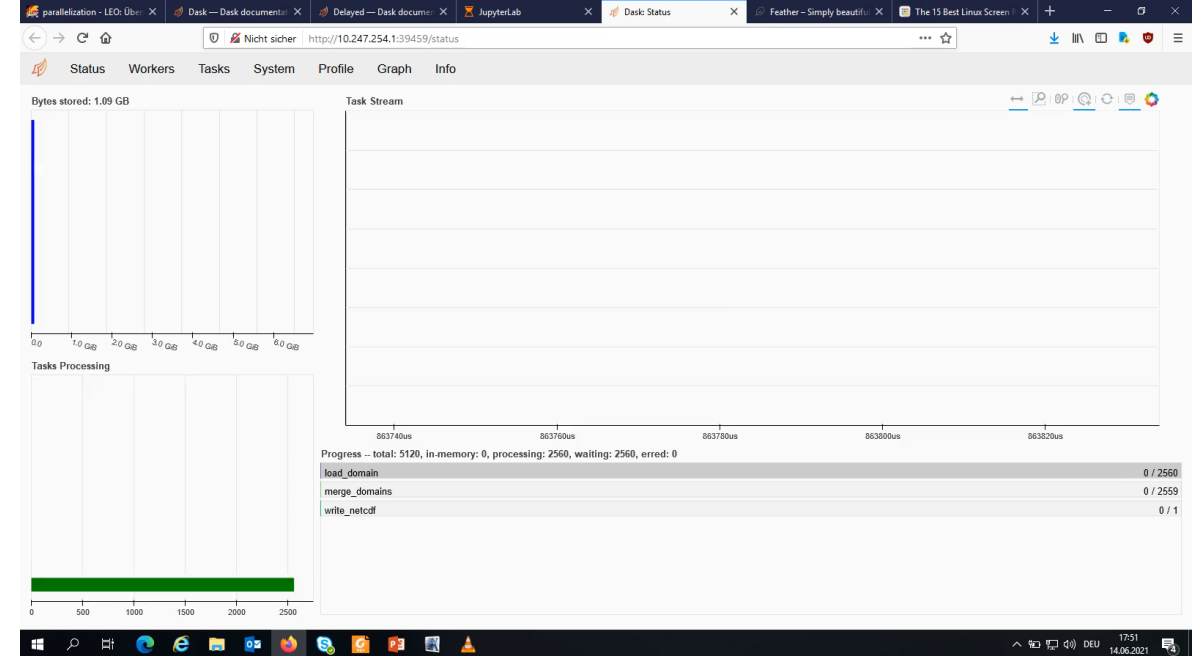 parallelization - LEO: Über
Dask — Dask documentat
Delayed — Dask documen
JupyterLab
Dask: Status
Feather – Simply beautiful
The 15 Best Linux Screen R
Nicht sicher
http://10.247.254.1:39459/status
Status
Workers
Tasks
System
Profile
Graph
Info
Bytes stored: 1.09 GB
0.0
1.0 GiB
2.0 GiB
3.0 GiB
4.0 GiB
5.0 GiB
6.0 GiB
Tasks Processing
0
500
1000
1500
2000
2500
Task Stream
863740us
863760us
863780us
863800us
863820us
Progress -- total: 5120, in-memory: 0, processing: 2560, waiting: 2560, erred: 0
load_domain 0 / 2560
merge_domains 0 / 2559
write_netcdf 0 / 1
DEU
17:51
14.06.2021
4